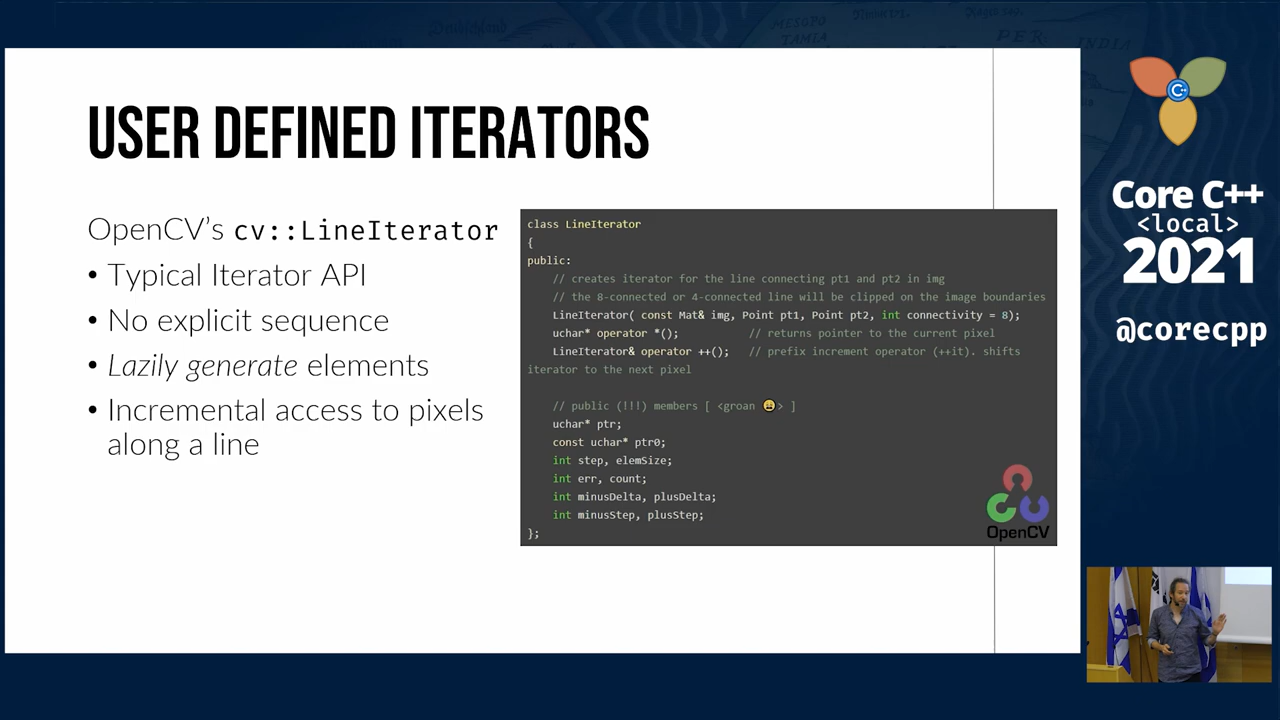 USER DEFINED ITERATORS
OpenCV's cv::LineIterator
• Typical Iterator API
• No explicit sequence
• Lazily generate elements
• Incremental access to pixels
along a line
class LineIterator
{
public:
// creates iterator for the line connecting pt1 and pt2 in img
// the 8-connected or 4-connected line will be clipped on the image boundaries
LineIterator( const Mat& img, Point pt1, Point pt2, int connectivity = 8);
uchar* operator *(); // returns pointer to the current pixel
LineIterator& operator ++(); // prefix increment operator (++it). shifts
iterator to the next pixel
// public (!!!) members [ <groan 😩> ]
uchar* ptr;
const uchar* ptr0;
int step, elemSize;
int err, count;
int minusDelta, plusDelta;
int minusStep, plusStep;
};
OpenCV
C++
Core C++
<local>
2021
@corecpp
MESOPO
TAMIA
PER
INDIA